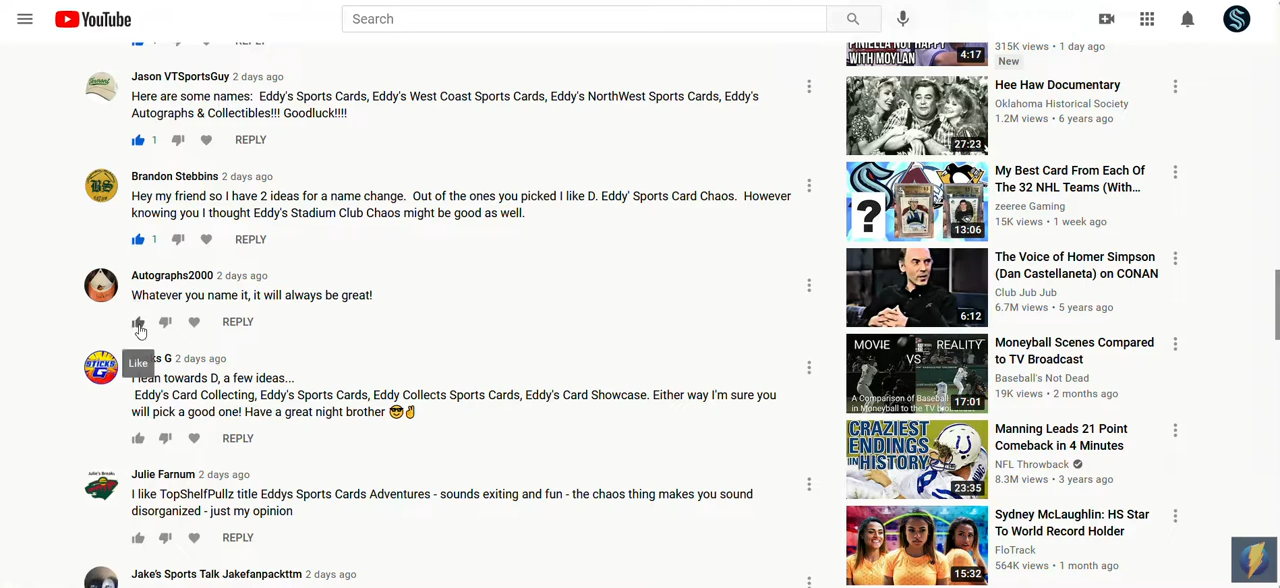 YouTube
Search
REPLY
Jason VTSportsGuy 2 days ago
Here are some names: Eddy's Sports Cards, Eddy's West Coast Sports Cards, Eddy's NorthWest Sports Cards, Eddy's
Autographs & Collectibles!!! Goodluck!!!!
1 REPLY
Brandon Stebbins 2 days ago
Hey my friend so I have 2 ideas for a name change. Out of the ones you picked I like D. Eddy' Sports Card Chaos. However
knowing you I thought Eddy's Stadium Club Chaos might be good as well.
1 REPLY
Autographs2000 2 days ago
Whatever you name it, it will always be great!
REPLY
Like
G 2 days ago
lean towards D, a few ideas...
Eddy's Card Collecting, Eddy's Sports Cards, Eddy Collects Sports Cards, Eddy's Card Showcase. Either way I'm sure you
will pick a good one! Have a great night brother 😎✌
REPLY
STICKS
G
Julie's Breaks
Julie Farnum 2 days ago
I like TopShelfPullz title Eddys Sports Cards Adventures - sounds exiting and fun - the chaos thing makes you sound
disorganized - just my opinion
REPLY
Jake's Sports Talk Jakefanpackttm 2 days ago
PINIELLA NOT HAPPY
WITH MOYLAN
4:17
315K views • 1 day ago
New
27:23
Hee Haw Documentary
Oklahoma Historical Society
1.2M views • 6 years ago
?
13:06
My Best Card From Each Of
The 32 NHL Teams (With...
zeeree Gaming
15K views • 1 week ago
6:12
The Voice of Homer Simpson
(Dan Castellaneta) on CONAN
Club Jub Jub
6.7M views • 5 years ago
MOVIE VS REALITY
A Comparison of Baseball
in Moneyball to the TV broadcast
17:01
Moneyball Scenes Compared
to TV Broadcast
Baseball's Not Dead
19K views • 2 months ago
CRAZIEST
ENDINGS
IN HISTORY
23:35
Manning Leads 21 Point
Comeback in 4 Minutes
NFL Throwback
8.3M views • 3 years ago
15:32
Sydney McLaughlin: HS Star
To World Record Holder
FloTrack
564K views • 1 month ago